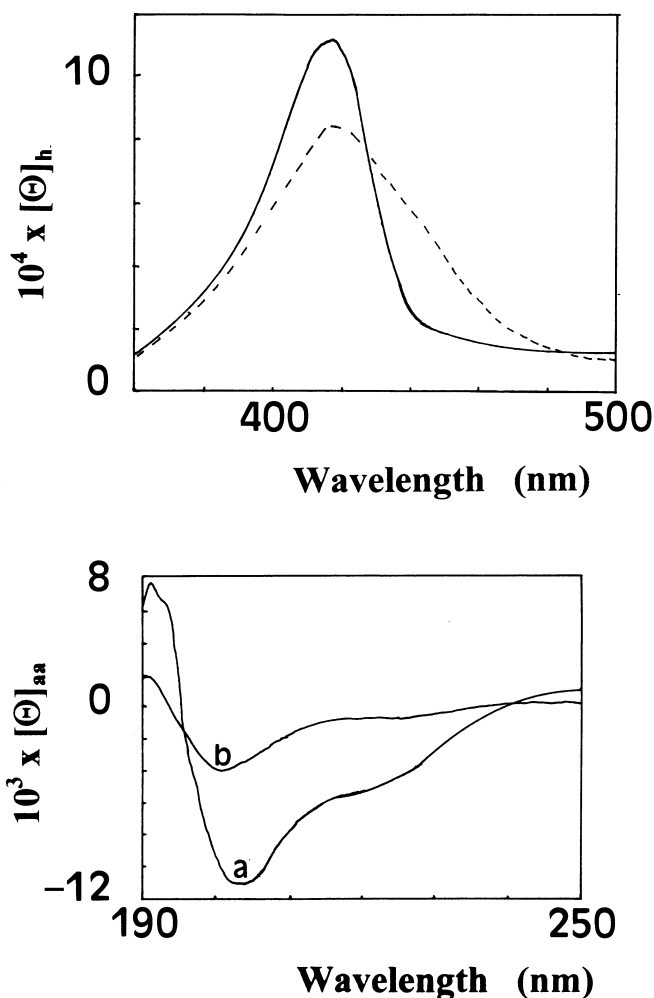 10
10⁴ x [Θ]h.
0
400 500
Wavelength (nm)
8
0
10³ x [Θ]aa
b
a
−12
190 250
Wavelength (nm)